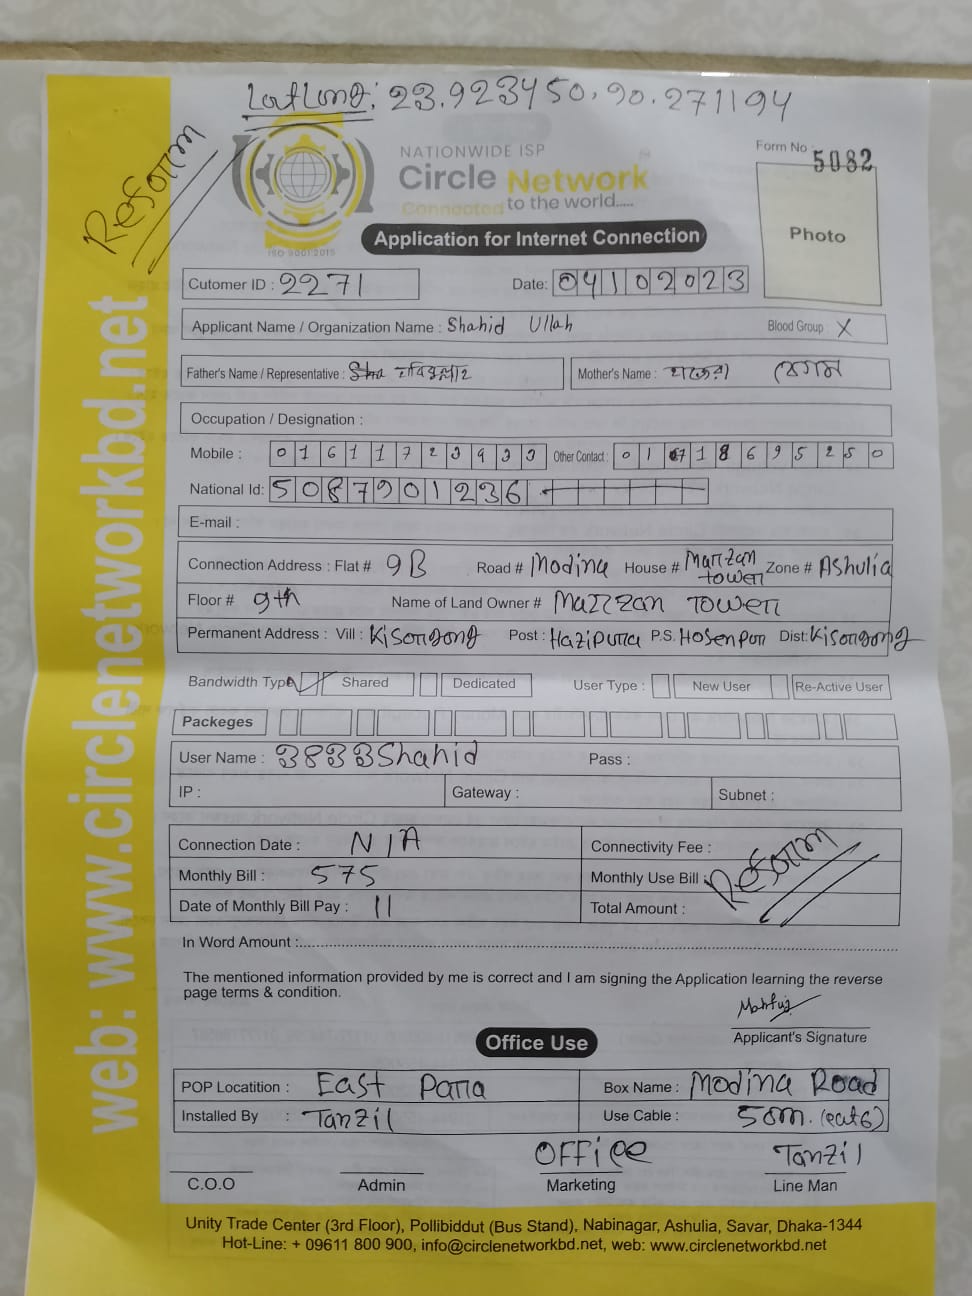 LatLong: 23.923450, 90.271194
Reform
NATIONWIDE ISP
Circle Network
Connected to the world.....
ISO 9001:2015
Form No : 5082
Photo
Application for Internet Connection
Cutomer ID : 2271 Date: 04102023
Applicant Name / Organization Name : Shahid Ullah Blood Group : X
Father's Name / Representative : Mother's Name : বেগম
Occupation / Designation :
Mobile : Other Contact :
National Id: 5087901236
E-mail :
Connection Address : Flat # 9B Road # Modina House # Marzan Tower Zone # Ashulia
Floor # 9th Name of Land Owner # Marzan Tower
Permanent Address : Vill : Kisorgong Post : Hazipurra P.S. Hosenpur Dist: Kisorgong
Bandwidth Type Shared Dedicated User Type : New User Re-Active User
Packeges
User Name : 3833Shahid Pass :
IP : Gateway : Subnet :
Connection Date : N/A Connectivity Fee :
Monthly Bill : 575 Monthly Use Bill :
Date of Monthly Bill Pay : 11 Total Amount :
Reform
In Word Amount :
The mentioned information provided by me is correct and I am signing the Application learning the reverse
page terms & condition.
Applicant's Signature
Office Use
POP Locatition : East Para Box Name : Modina Road
Installed By : Tanzil Use Cable : 50m. (cat6)
OFFice Tanzil
C.O.O Admin Marketing Line Man
Unity Trade Center (3rd Floor), Pollibiddut (Bus Stand), Nabinagar, Ashulia, Savar, Dhaka-1344
Hot-Line: + 09611 800 900, info@circlenetworkbd.net, web: www.circlenetworkbd.net
web: www.circlenetworkbd.net